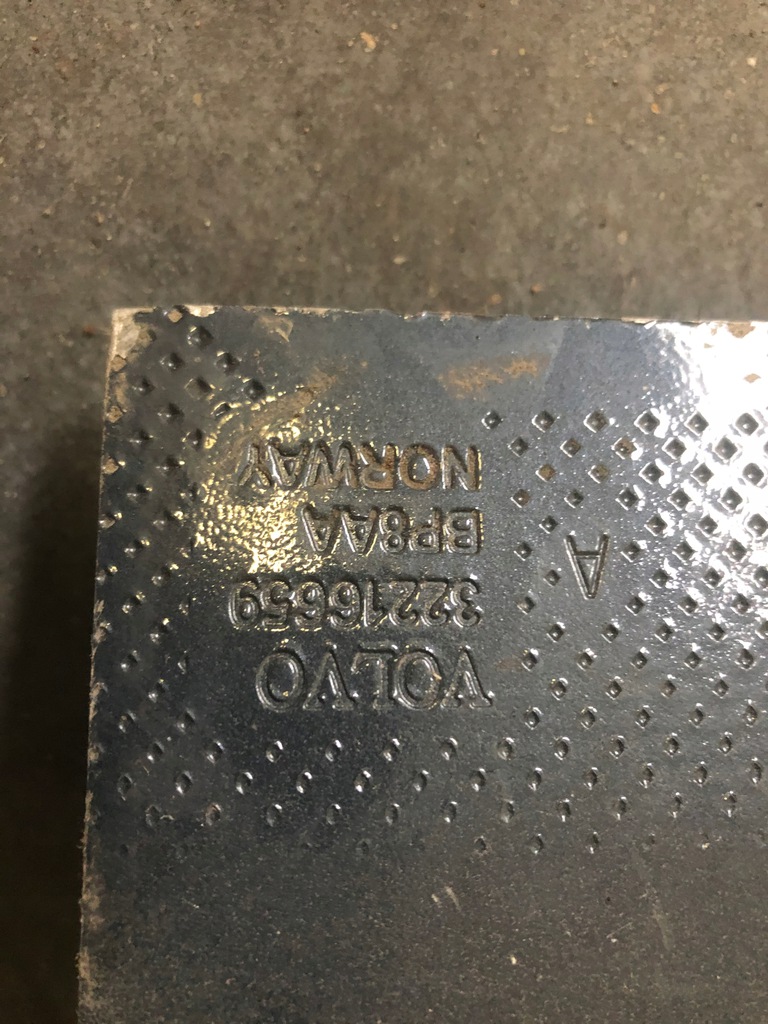 VOLVO
32216659
BP8AA
NORWAY
A